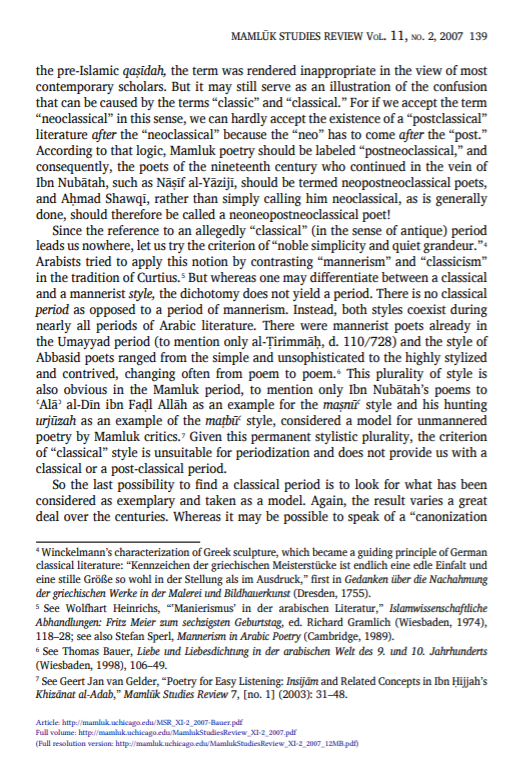 MAMLŪK STUDIES REVIEW VOL. 11, NO. 2, 2007 139
the pre-Islamic qaṣīdah, the term was rendered inappropriate in the view of most
contemporary scholars. But it may still serve as an illustration of the confusion
that can be caused by the terms “classic” and “classical.” For if we accept the term
“neoclassical” in this sense, we can hardly accept the existence of a “postclassical”
literature after the “neoclassical” because the “neo” has to come after the “post.”
According to that logic, Mamluk poetry should be labeled “postneoclassical,” and
consequently, the poets of the nineteenth century who continued in the vein of
Ibn Nubātah, such as Nāṣīf al-Yāzijī, should be termed neopostneoclassical poets,
and Aḥmad Shawqī, rather than simply calling him neoclassical, as is generally
done, should therefore be called a neoneopostneoclassical poet!
Since the reference to an allegedly “classical” (in the sense of antique) period
leads us nowhere, let us try the criterion of “noble simplicity and quiet grandeur.”⁴
Arabists tried to apply this notion by contrasting “mannerism” and “classicism”
in the tradition of Curtius.⁵ But whereas one may differentiate between a classical
and a mannerist style, the dichotomy does not yield a period. There is no classical
period as opposed to a period of mannerism. Instead, both styles coexist during
nearly all periods of Arabic literature. There were mannerist poets already in
the Umayyad period (to mention only al-Ṭirimmāḥ, d. 110/728) and the style of
Abbasid poets ranged from the simple and unsophisticated to the highly stylized
and contrived, changing often from poem to poem.⁶ This plurality of style is
also obvious in the Mamluk period, to mention only Ibn Nubātah’s poems to
ʿAlāʾ al-Dīn ibn Faḍl Allāh as an example for the maṣnūʿ style and his hunting
urjūzah as an example of the maṭbūʿ style, considered a model for unmannered
poetry by Mamluk critics.⁷ Given this permanent stylistic plurality, the criterion
of “classical” style is unsuitable for periodization and does not provide us with a
classical or a post-classical period.
So the last possibility to find a classical period is to look for what has been
considered as exemplary and taken as a model. Again, the result varies a great
deal over the centuries. Whereas it may be possible to speak of a “canonization
⁴ Winckelmann’s characterization of Greek sculpture, which became a guiding principle of German
classical literature: “Kennzeichen der griechischen Meisterstücke ist endlich eine edle Einfalt und
eine stille Größe so wohl in der Stellung als im Ausdruck,” first in Gedanken über die Nachahmung
der griechischen Werke in der Malerei und Bildhauerkunst (Dresden, 1755).
⁵ See Wolfhart Heinrichs, “‘Manierismus’ in der arabischen Literatur,” Islamwissenschaftliche
Abhandlungen: Fritz Meier zum sechzigsten Geburtstag, ed. Richard Gramlich (Wiesbaden, 1974),
118–28; see also Stefan Sperl, Mannerism in Arabic Poetry (Cambridge, 1989).
⁶ See Thomas Bauer, Liebe und Liebesdichtung in der arabischen Welt des 9. und 10. Jahrhunderts
(Wiesbaden, 1998), 106–49.
⁷ See Geert Jan van Gelder, “Poetry for Easy Listening: Insijām and Related Concepts in Ibn Ḥijjah’s
Khizānat al-Adab,” Mamlūk Studies Review 7, [no. 1] (2003): 31–48.
Article: http://mamluk.uchicago.edu/MSR_XI-2_2007-Bauer.pdf
Full volume: http://mamluk.uchicago.edu/MamlukStudiesReview_XI-2_2007.pdf
(Full resolution version: http://mamluk.uchicago.edu/MamlukStudiesReview_XI-2_2007_12MB.pdf)